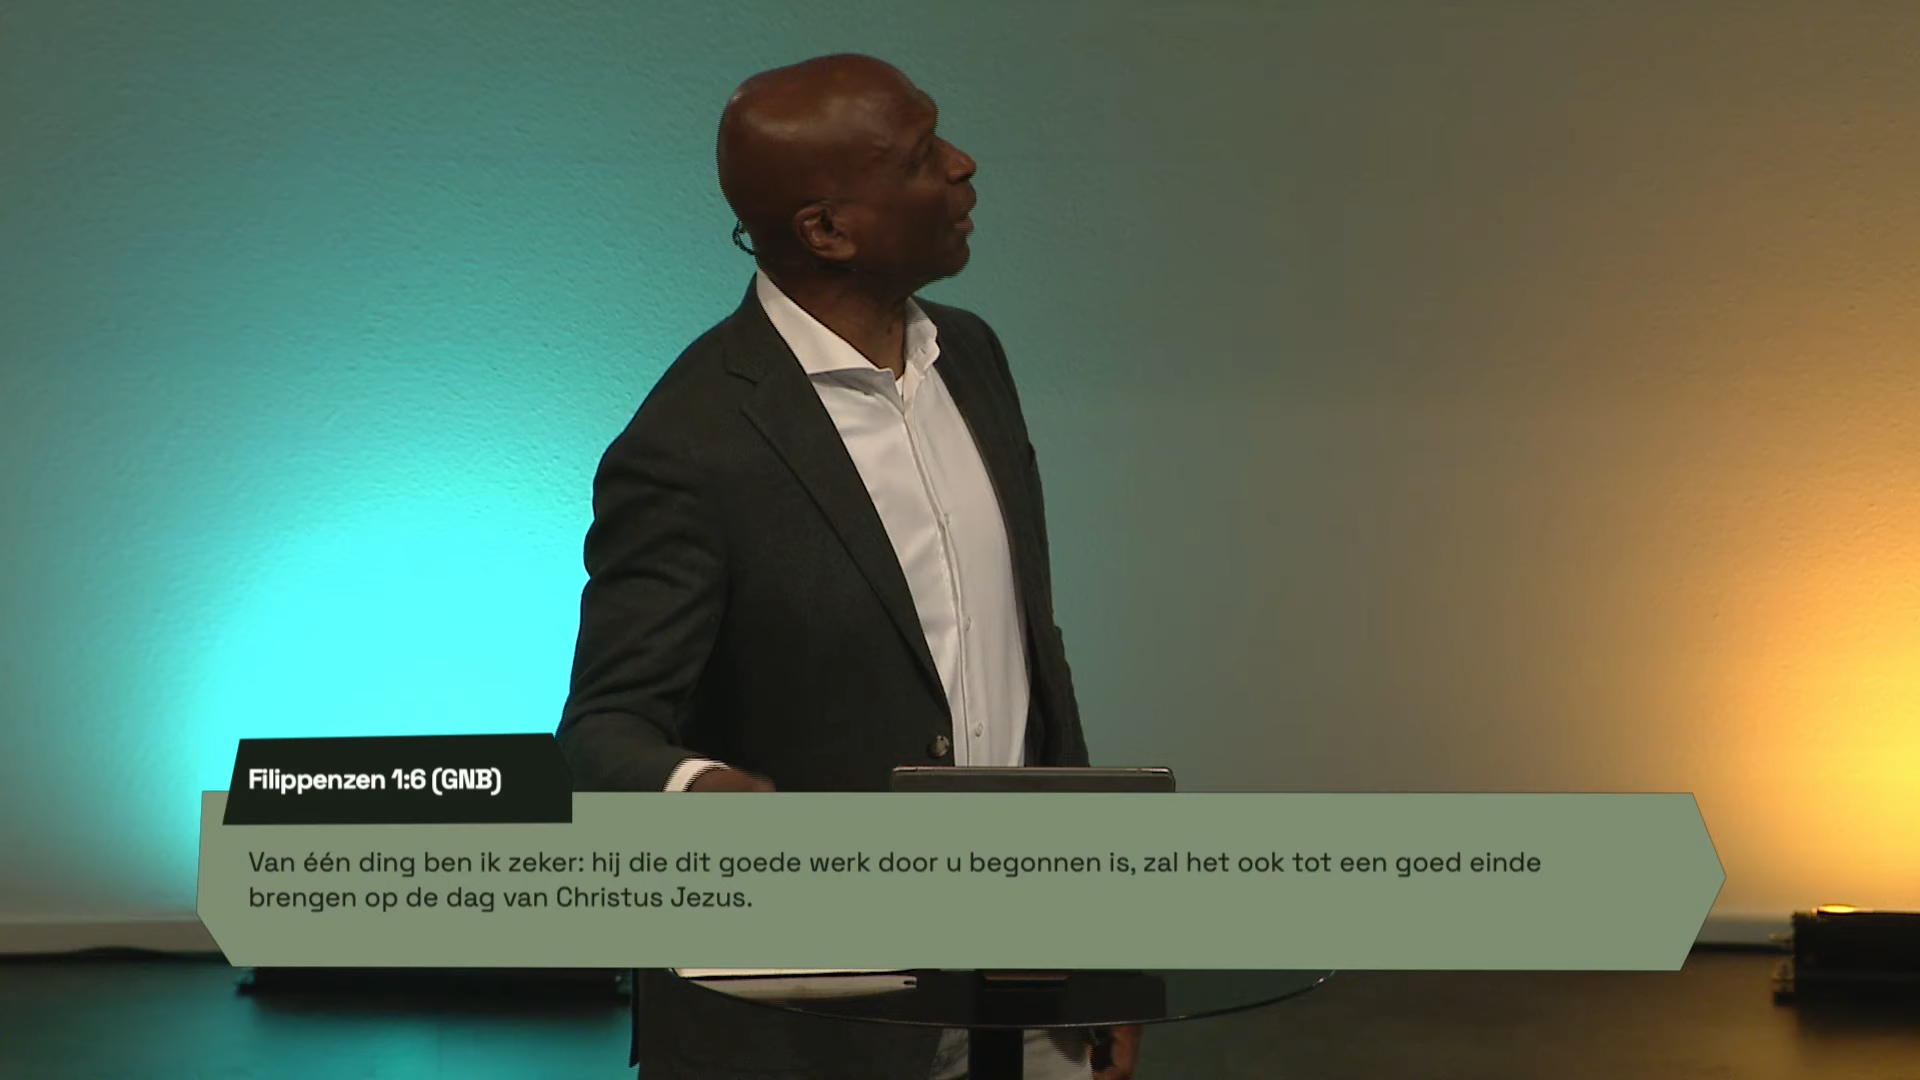 Filippenzen 1:6 (GNB)
Van één ding ben ik zeker: hij die dit goede werk door u begonnen is, zal het ook tot een goed einde
brengen op de dag van Christus Jezus.